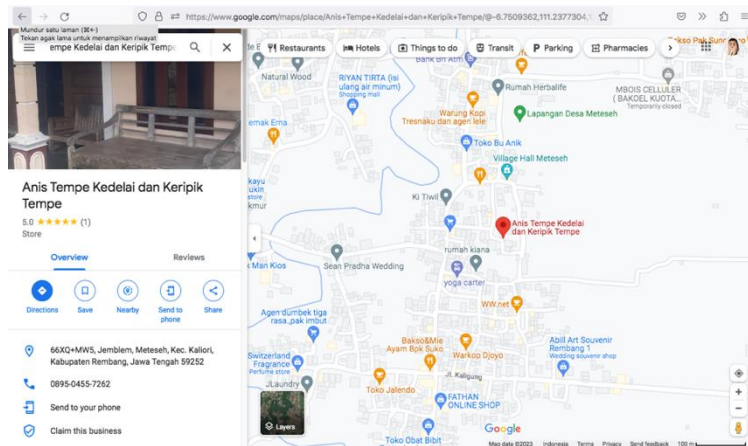 https://www.google.com/maps/place/Anis+Tempe+Kedelai+dan+Keripik+Tempe/@-6.7509362,111.2377304,1
Mundur satu laman (⌘←)
Tekan agak lama untuk menampilkan riwayat
empe Kedelai dan Keripik Tempe
Restaurants
Hotels
Things to do
Transit
Parking
Pharmacies
Anis Tempe Kedelai dan Keripik
Tempe
5.0 ★★★★★ (1)
Store
Overview
Reviews
Directions
Save
Nearby
Send to
phone
Share
66XQ+MW5, Jemblem, Meteseh, Kec. Kaliori,
Kabupaten Rembang, Jawa Tengah 59252
0895-0455-7262
Send to your phone
Claim this business
Natural Wood
RIYAN TIRTA (isi
ulang air minum)
Shopping mall
Rumah Herbalife
MBOIS CELLULER
( BAKOEL KUOTA...
Temporarily closed
Warung Kopi
Tresnaku dan agen lele
Lapangan Desa Meteseh
emak Ema
Toko Bu Anik
Village Hall Meteseh
kayu
ukin
store
kmur
Ki Tiwil
Anis Tempe Kedelai
dan Keripik Tempe
rumah kiana
Man Kios
Sean Pradha Wedding
yoga carter
WW.net
Agen dumbek tiga
rasa,,pak imbut
Bakso&Mie
Ayam Bpk Suko
Warkop Djoyo
Abill Art Souvenir
Rembang 1
Wedding souvenir shop
Switzerland
Fragrance
Perfume store
JLaundry
Jl. Kaligung
Toko Jalendo
FATHAN
ONLINE SHOP
Layers
Google
Toko Obat Bibit
Map data ©2023
Indonesia
Terms
Privacy
Send feedback
100 m